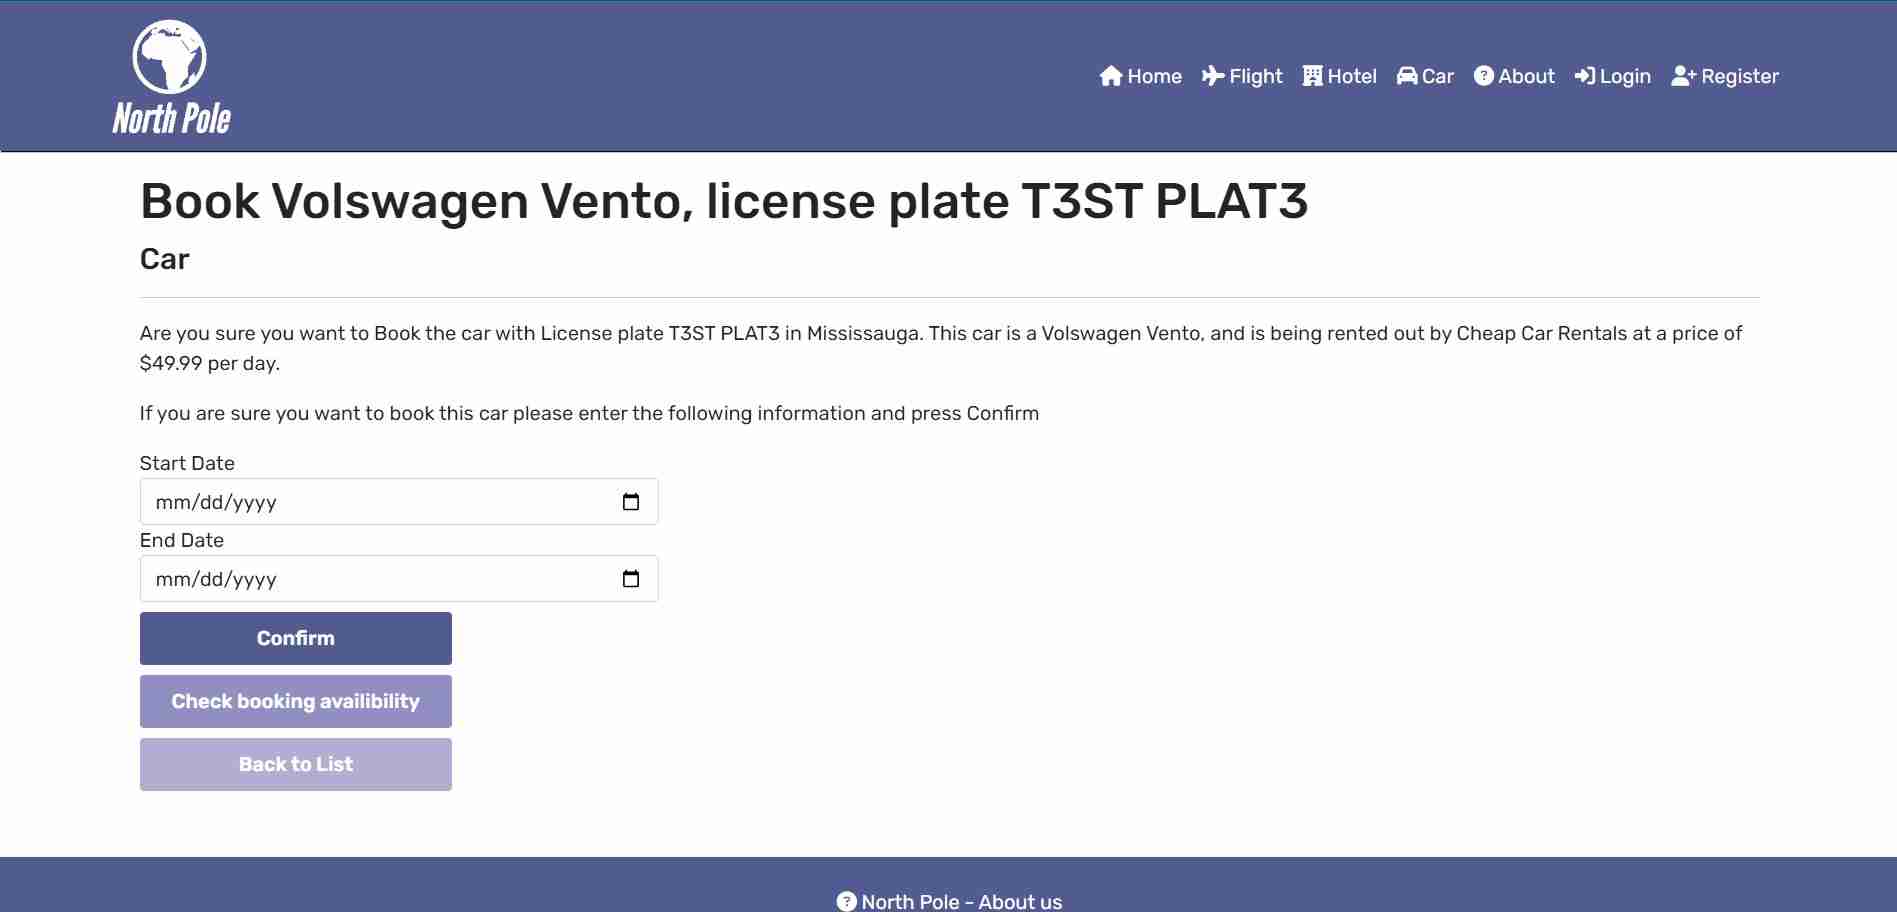 North Pole
Home Flight Hotel Car About Login Register
Book Volswagen Vento, license plate T3ST PLAT3
Car
Are you sure you want to Book the car with License plate T3ST PLAT3 in Mississauga. This car is a Volswagen Vento, and is being rented out by Cheap Car Rentals at a price of
$49.99 per day.
If you are sure you want to book this car please enter the following information and press Confirm
Start Date
mm/dd/yyyy
End Date
mm/dd/yyyy
Confirm
Check booking availibility
Back to List
North Pole - About us